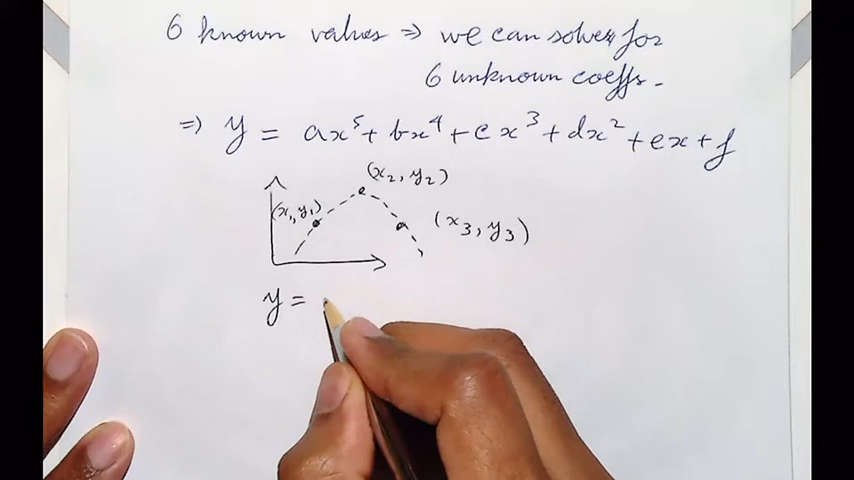 6 known values ⇒ we can solve for
6 unknown coeffs.
⇒ y = ax⁵ + bx⁴ + cx³ + dx² + ex + f
(x₂, y₂)
(x₁, y₁)
(x₃, y₃)
y =